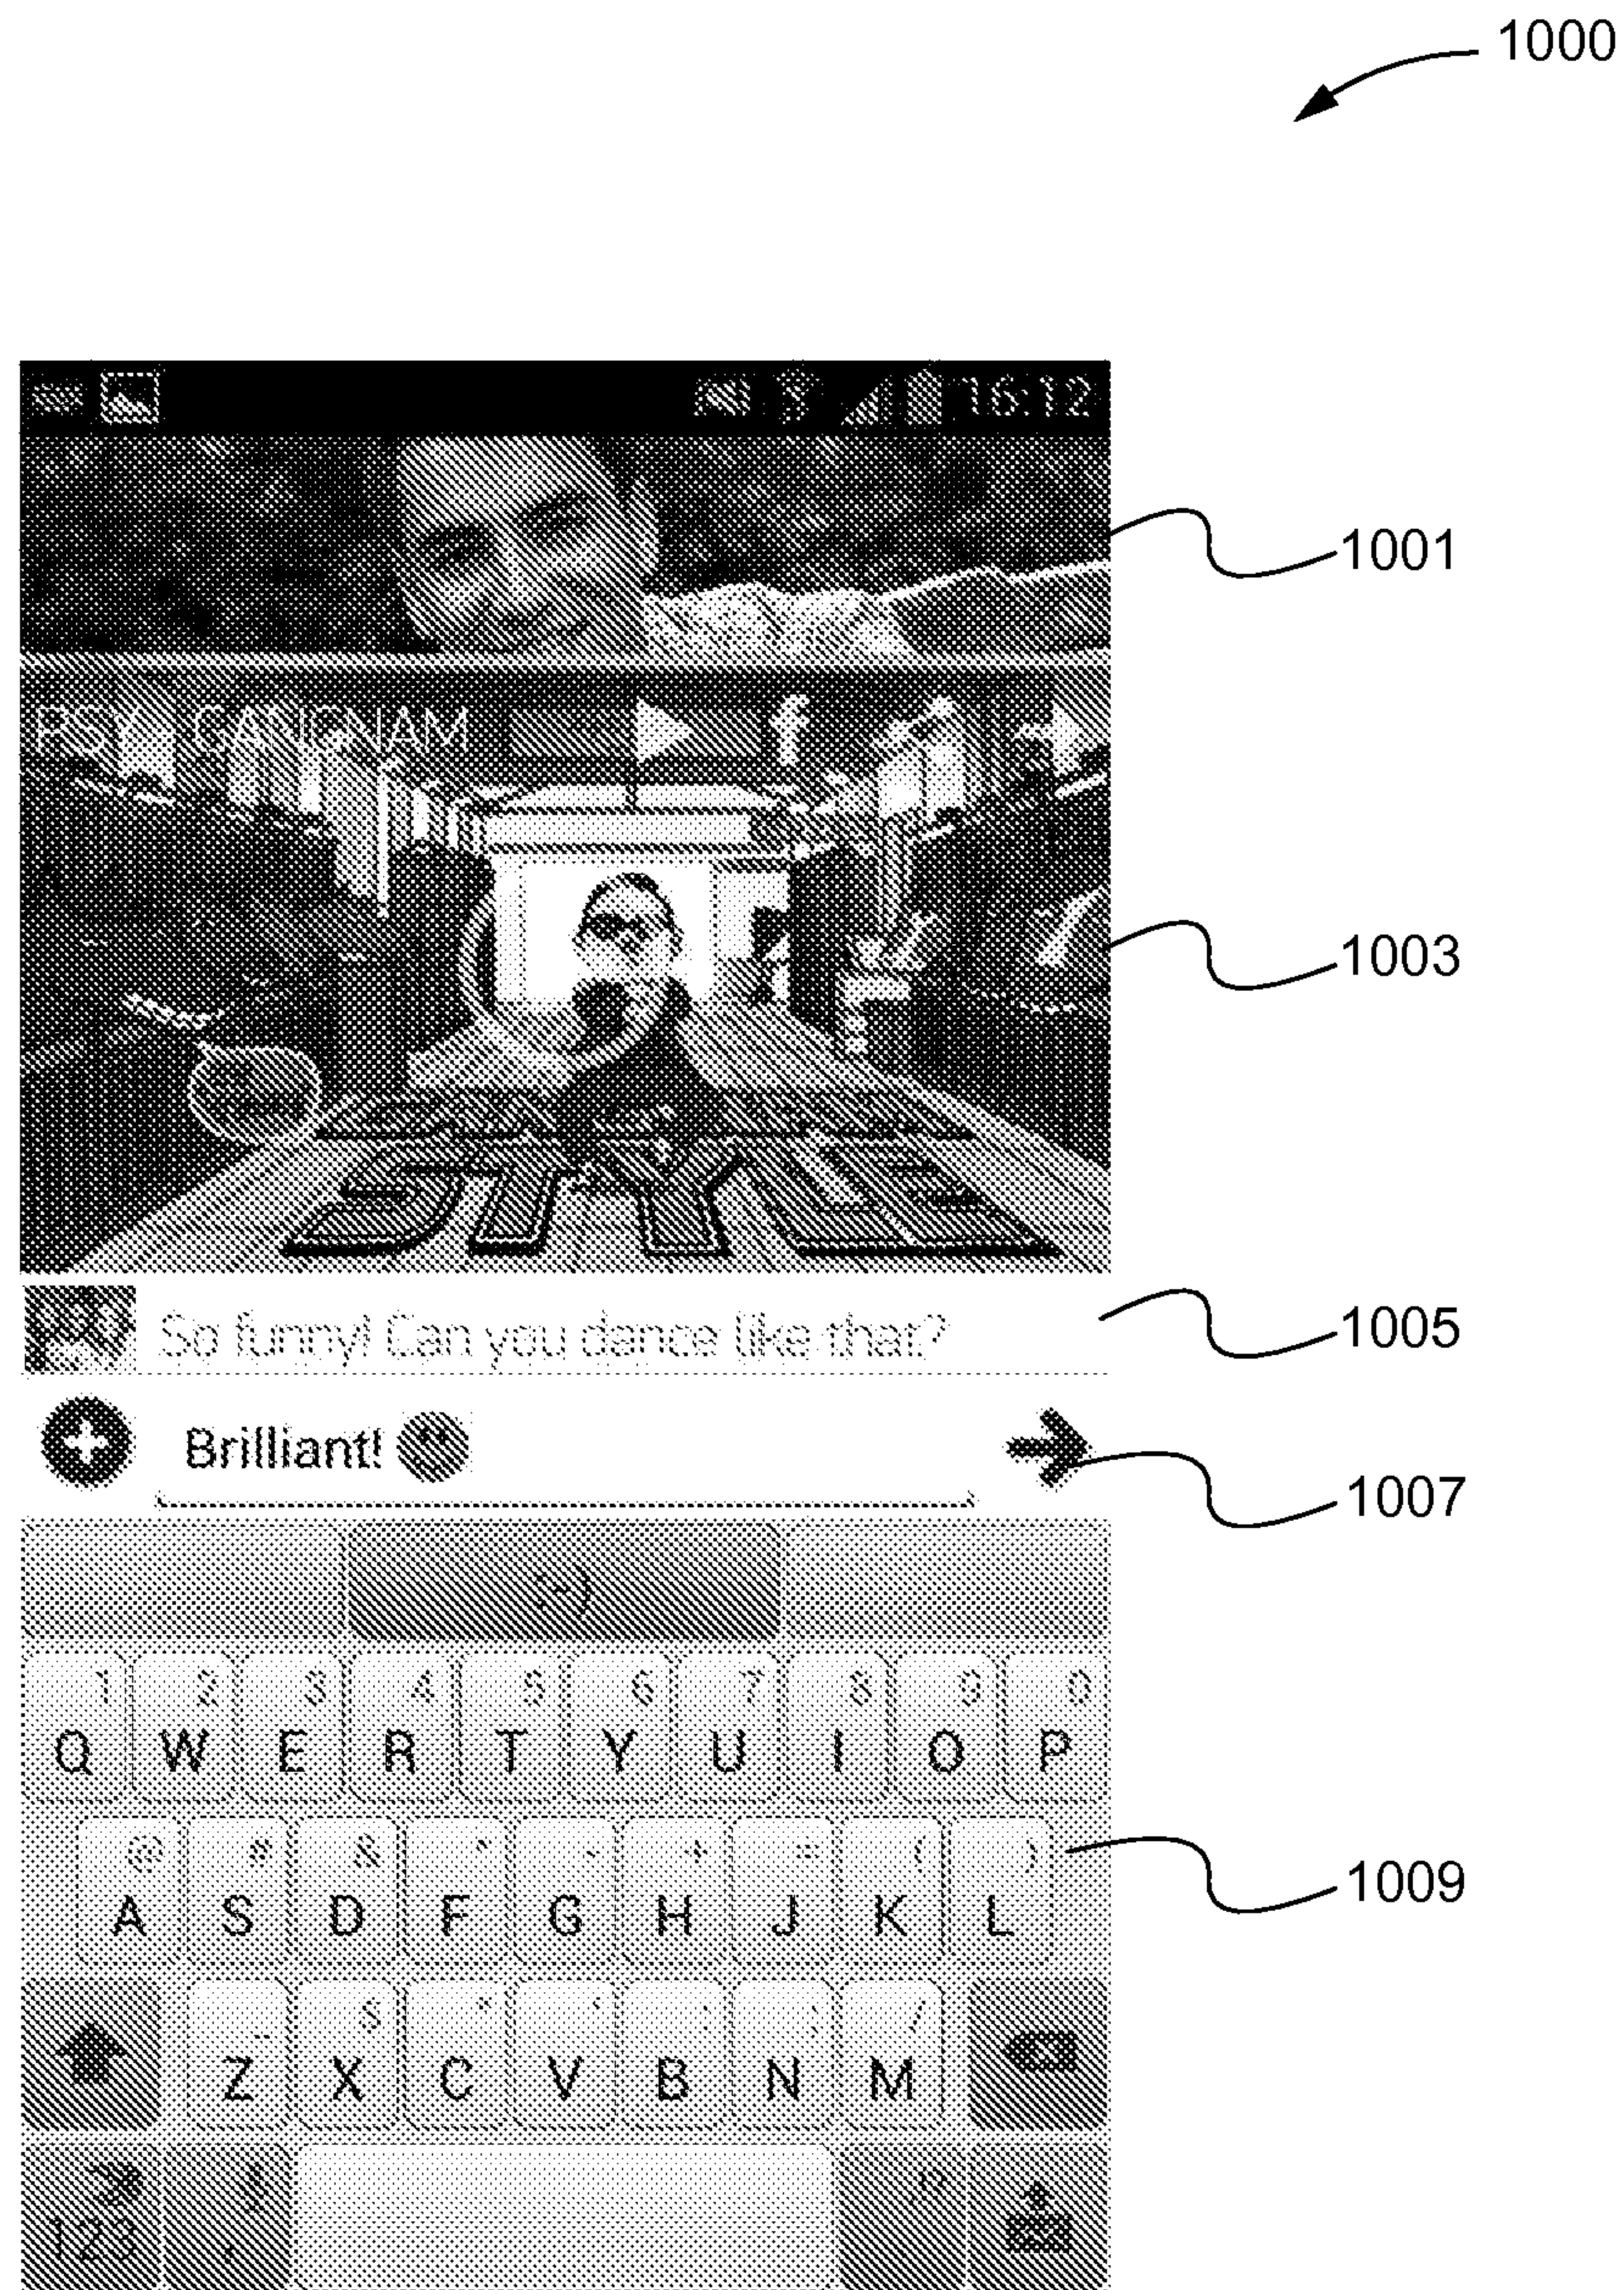 1000
16:12
1001
PSY - GANGNAM
1003
STYLE
So funny! Can you dance like that?
1005
Brilliant!
1007
:-)
1 2 3 4 5 6 7 8 9 0
Q W E R T Y U I O P
@ # & * - + = ( )
A S D F G H J K L
1009
Z X C V B N M
123